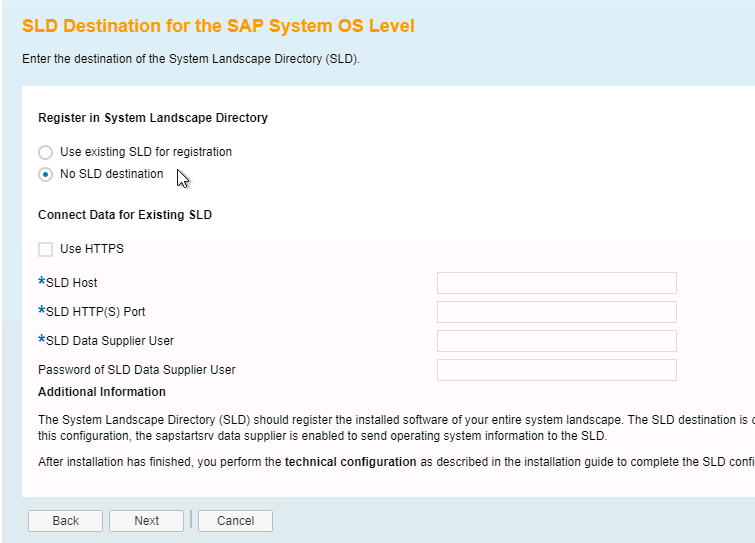 SLD Destination for the SAP System OS Level
Enter the destination of the System Landscape Directory (SLD).
Register in System Landscape Directory
Use existing SLD for registration
No SLD destination
Connect Data for Existing SLD
Use HTTPS
*SLD Host
*SLD HTTP(S) Port
*SLD Data Supplier User
Password of SLD Data Supplier User
Additional Information
The System Landscape Directory (SLD) should register the installed software of your entire system landscape. The SLD destination is
this configuration, the sapstartsrv data supplier is enabled to send operating system information to the SLD.
After installation has finished, you perform the technical configuration as described in the installation guide to complete the SLD confi
Back Next Cancel